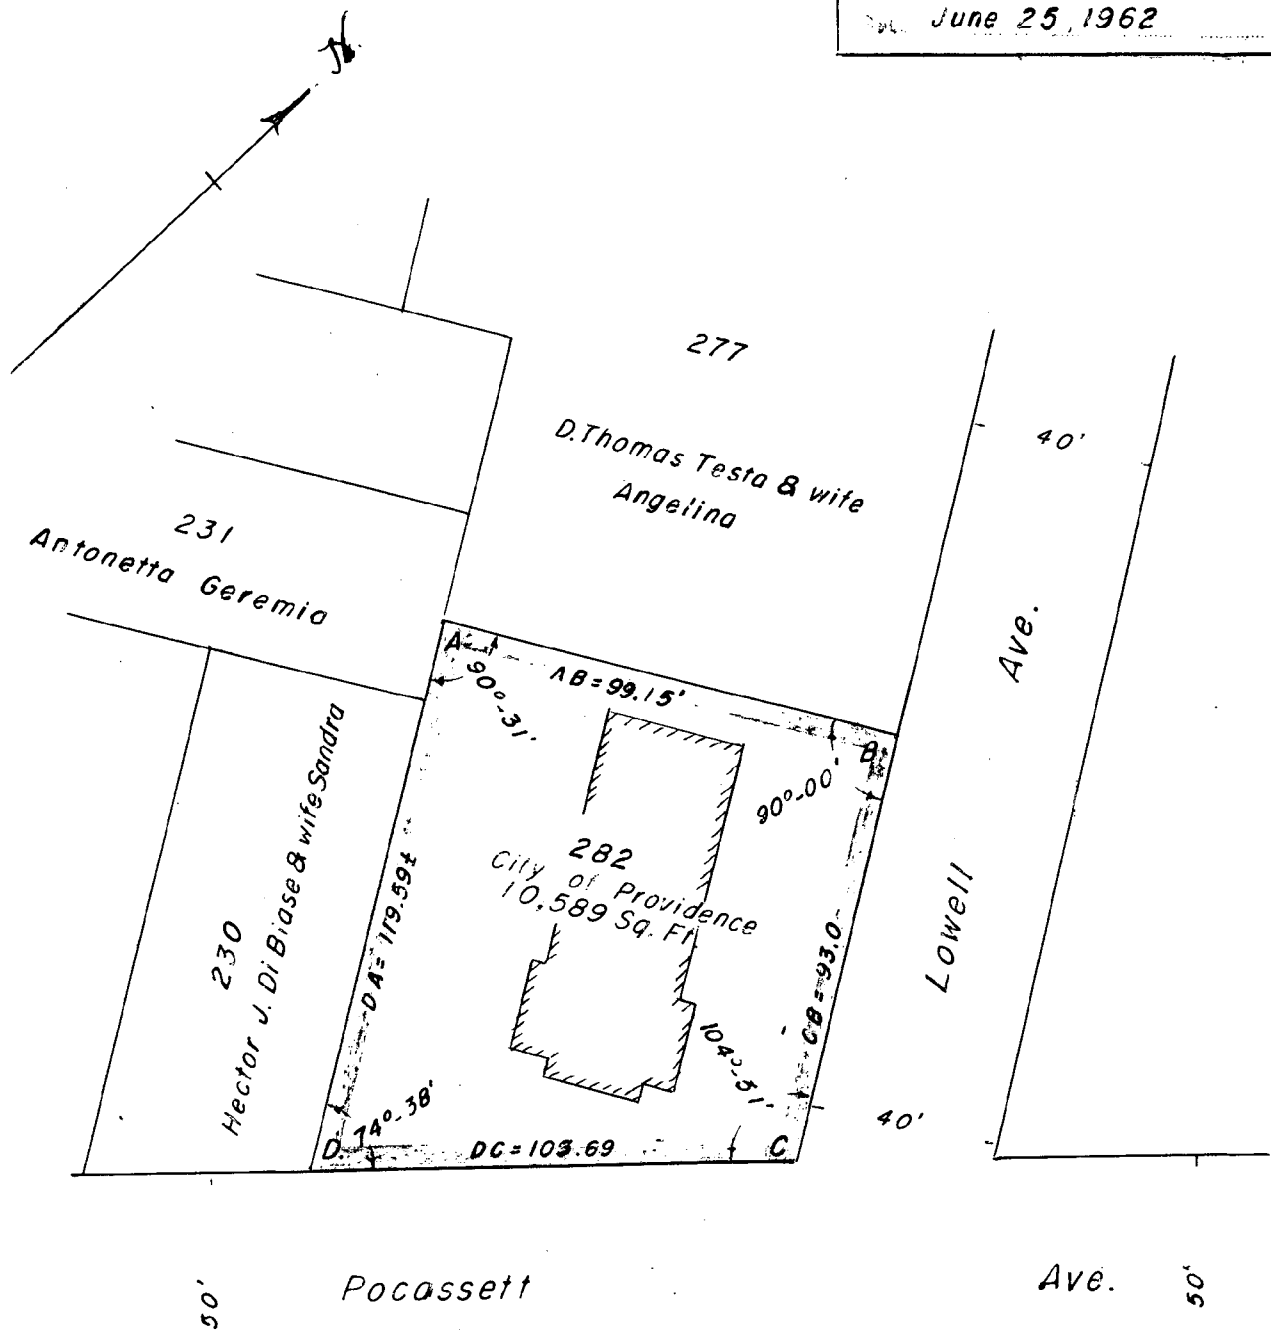 June 25, 1962
N.
277
D. Thomas Testa & wife
Angelina
40'
231
Antonetta Geremia
Ave.
A
90°-31'
AB = 99.15'
B
90°-00'
230
Hector J. Di Biase & wife Sandra
DA = 119.59±
282
City of Providence
10,589 Sq. Ft.
CB = 93.0
Lowell
104°-51'
40'
D
74°-38'
DC = 103.69
C
50'
Pocassett
Ave.
50'